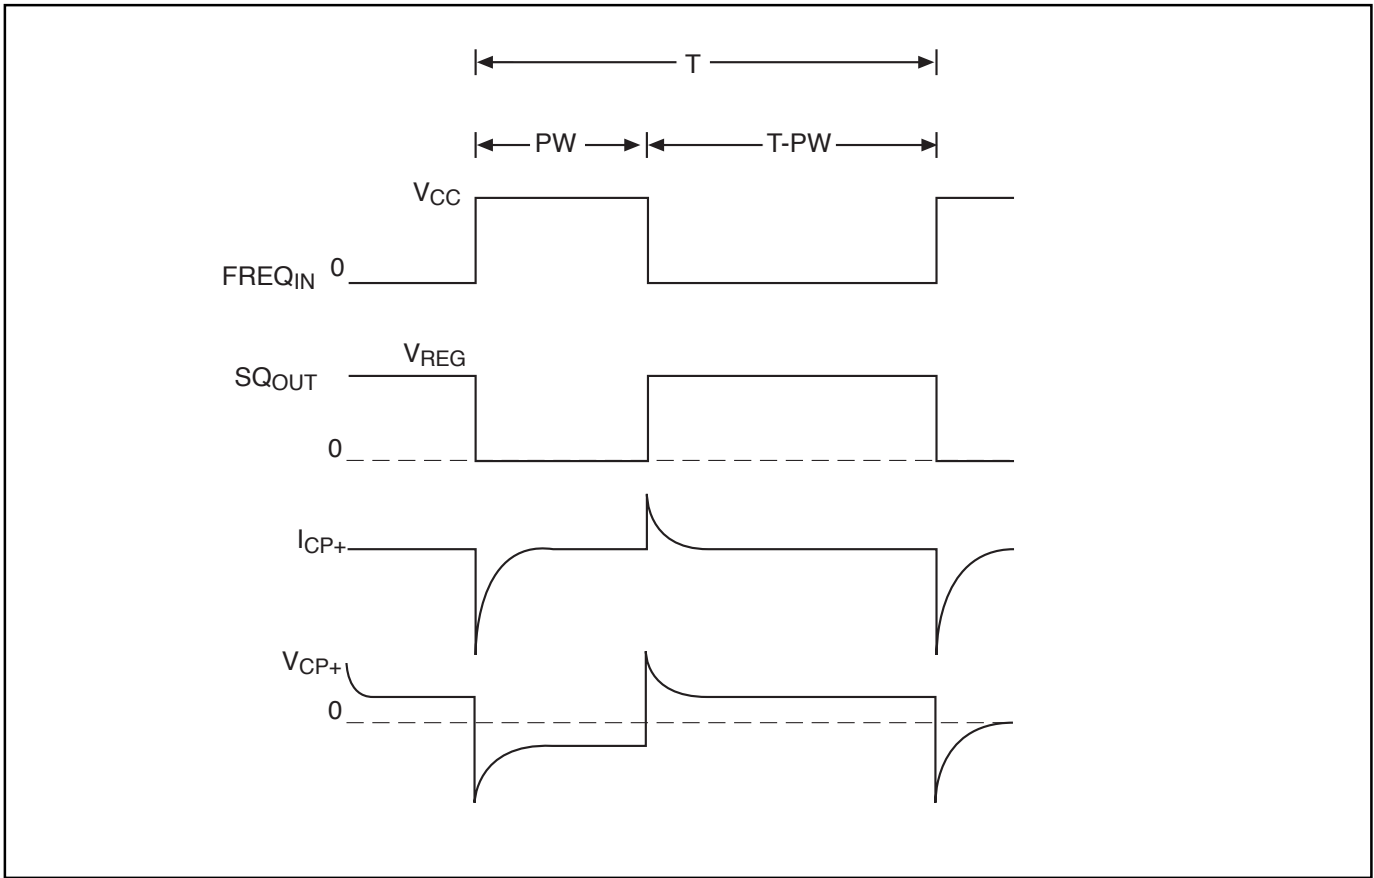 T
PW
T-PW
VCC
FREQIN
0
VREG
SQOUT
0
ICP+
VCP+
0